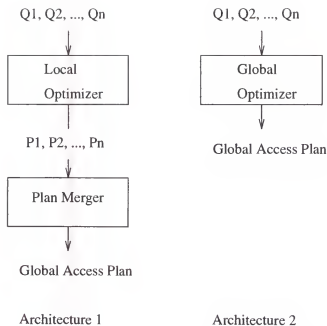 Q1, Q2, ..., Qn
Local
Optimizer
P1, P2, ..., Pn
Plan Merger
Global Access Plan
Architecture 1
Q1, Q2, ..., Qn
Global
Optimizer
Global Access Plan
Architecture 2